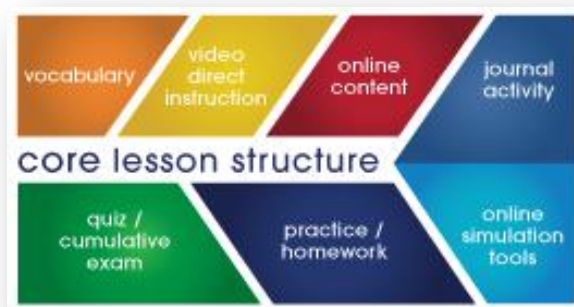 vocabulary
video
direct
instruction
online
content
journal
activity
core lesson structure
quiz /
cumulative
exam
practice /
homework
online
simulation
tools